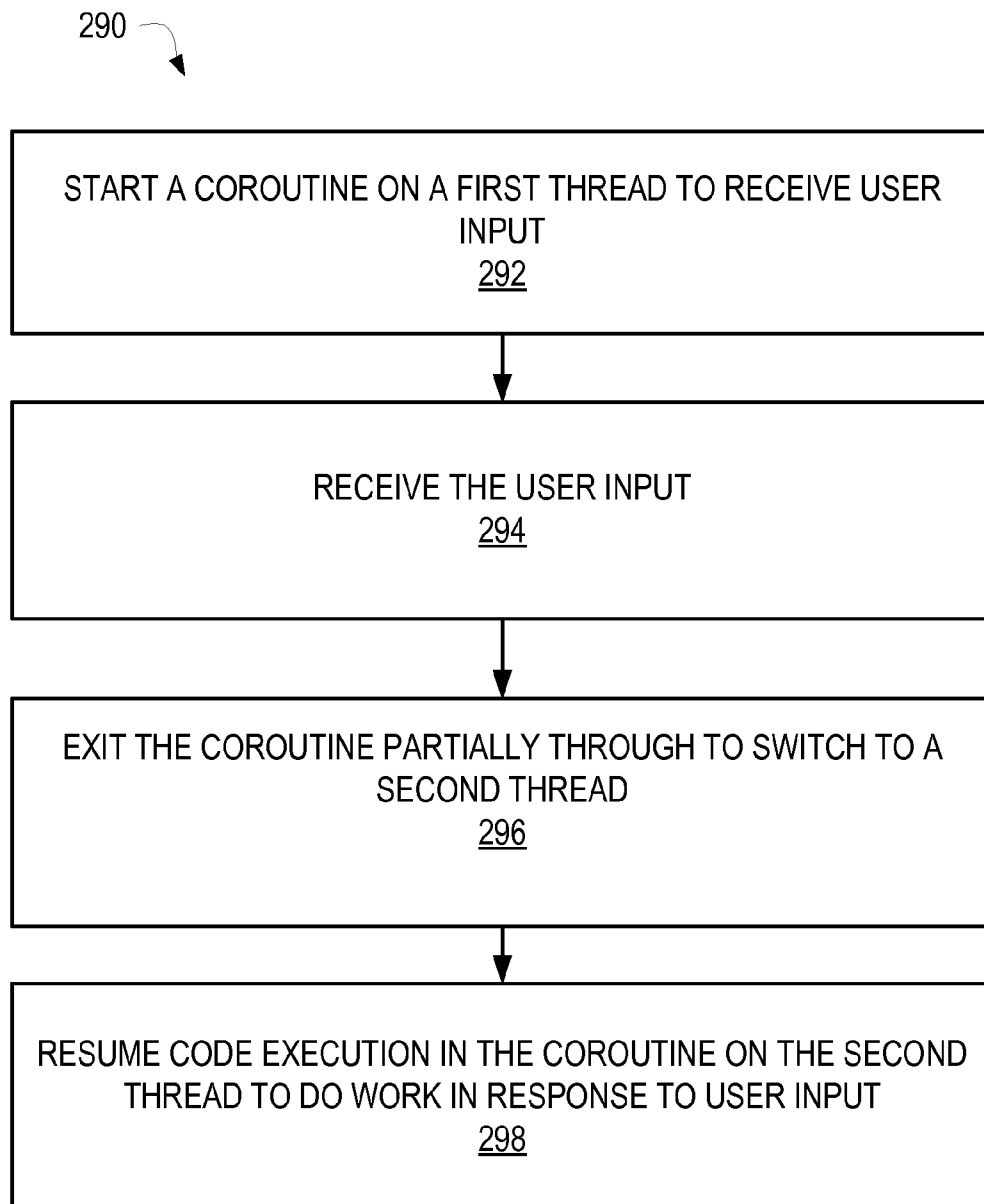 290
START A COROUTINE ON A FIRST THREAD TO RECEIVE USER
INPUT
292
RECEIVE THE USER INPUT
294
EXIT THE COROUTINE PARTIALLY THROUGH TO SWITCH TO A
SECOND THREAD
296
RESUME CODE EXECUTION IN THE COROUTINE ON THE SECOND
THREAD TO DO WORK IN RESPONSE TO USER INPUT
298